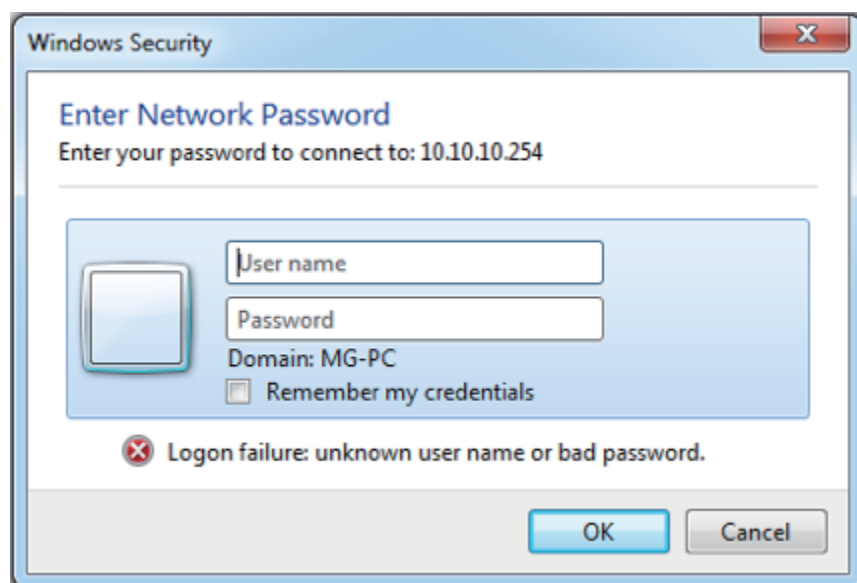 Windows Security
Enter Network Password
Enter your password to connect to: 10.10.10.254
User name
Password
Domain: MG-PC
Remember my credentials
Logon failure: unknown user name or bad password.
OK Cancel